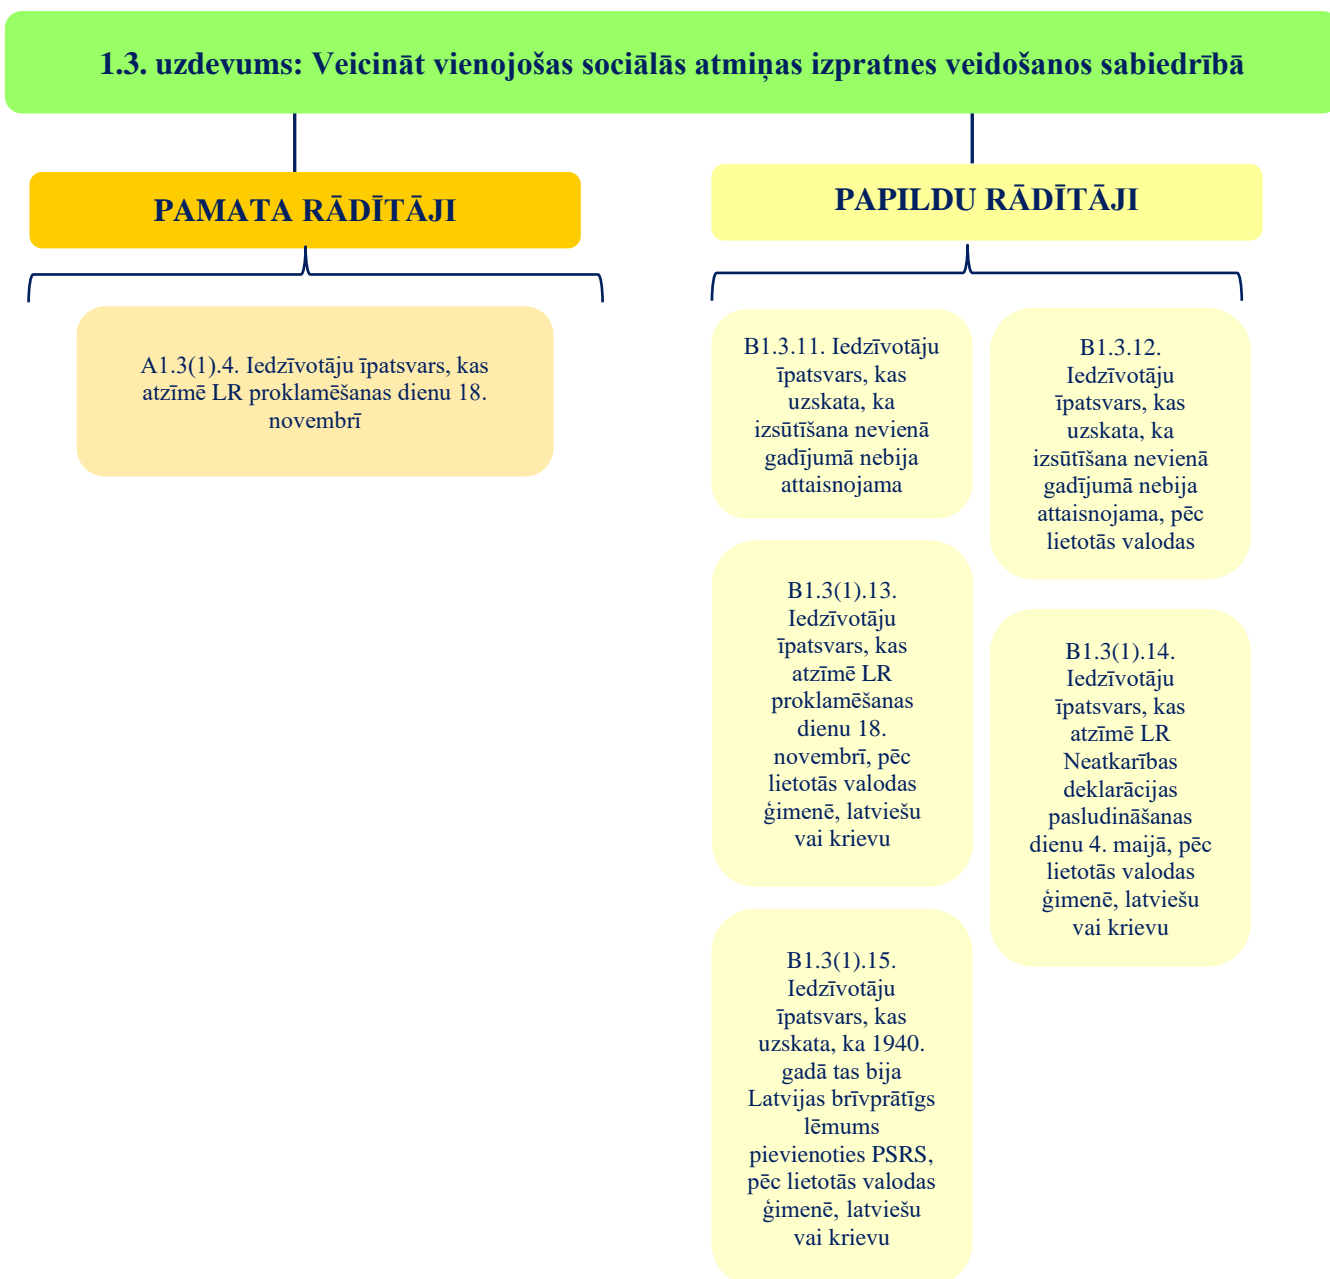 1.3. uzdevums: Veicināt vienojošas sociālās atmiņas izpratnes veidošanos sabiedrībā
PAMATA RĀDĪTĀJI
A1.3(1).4. Iedzīvotāju īpatsvars, kas
atzīmē LR proklamēšanas dienu 18.
novembrī
PAPILDU RĀDĪTĀJI
B1.3.11. Iedzīvotāju
īpatsvars, kas
uzskata, ka
izsūtīšana nevienā
gadījumā nebija
attaisnojama
B1.3.12.
Iedzīvotāju
īpatsvars, kas
uzskata, ka
izsūtīšana nevienā
gadījumā nebija
attaisnojama, pēc
lietotās valodas
B1.3(1).13.
Iedzīvotāju
īpatsvars, kas
atzīmē LR
proklamēšanas
dienu 18.
novembrī, pēc
lietotās valodas
ģimenē, latviešu
vai krievu
B1.3(1).14.
Iedzīvotāju
īpatsvars, kas
atzīmē LR
Neatkarības
deklarācijas
pasludināšanas
dienu 4. maijā, pēc
lietotās valodas
ģimenē, latviešu
vai krievu
B1.3(1).15.
Iedzīvotāju
īpatsvars, kas
uzskata, ka 1940.
gadā tas bija
Latvijas brīvprātīgs
lēmums
pievienoties PSRS,
pēc lietotās valodas
ģimenē, latviešu
vai krievu